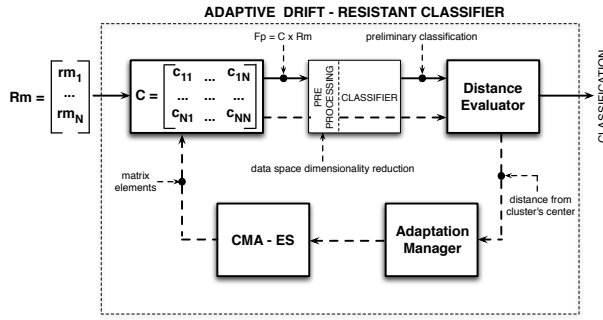 ADAPTIVE DRIFT - RESISTANT CLASSIFIER
Fp = C x Rm
preliminary classification
Rm =
rm1
...
rmN
C =
c11 ... c1N
... ... ...
cN1 ... cNN
PRE
PROCESSING
CLASSIFIER
Distance
Evaluator
CLASSIFICATION
data space dimensionality reduction
matrix
elements
distance from
cluster's center
CMA - ES
Adaptation
Manager